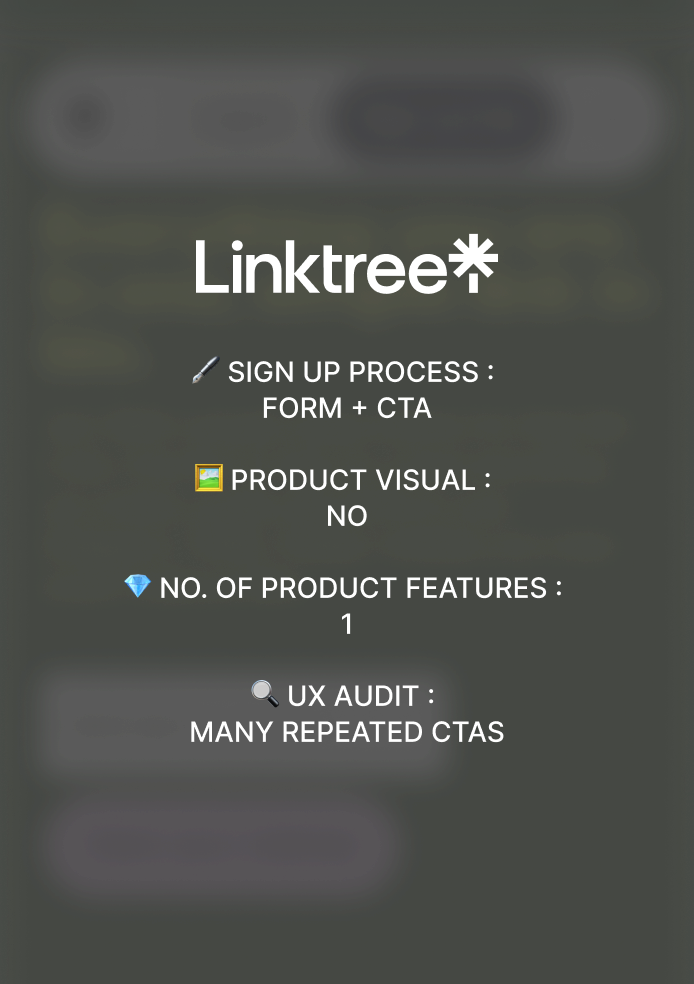 Linktree
🖌️ SIGN UP PROCESS :
FORM + CTA
🖼️ PRODUCT VISUAL :
NO
💎 NO. OF PRODUCT FEATURES :
1
🔍 UX AUDIT :
MANY REPEATED CTAS